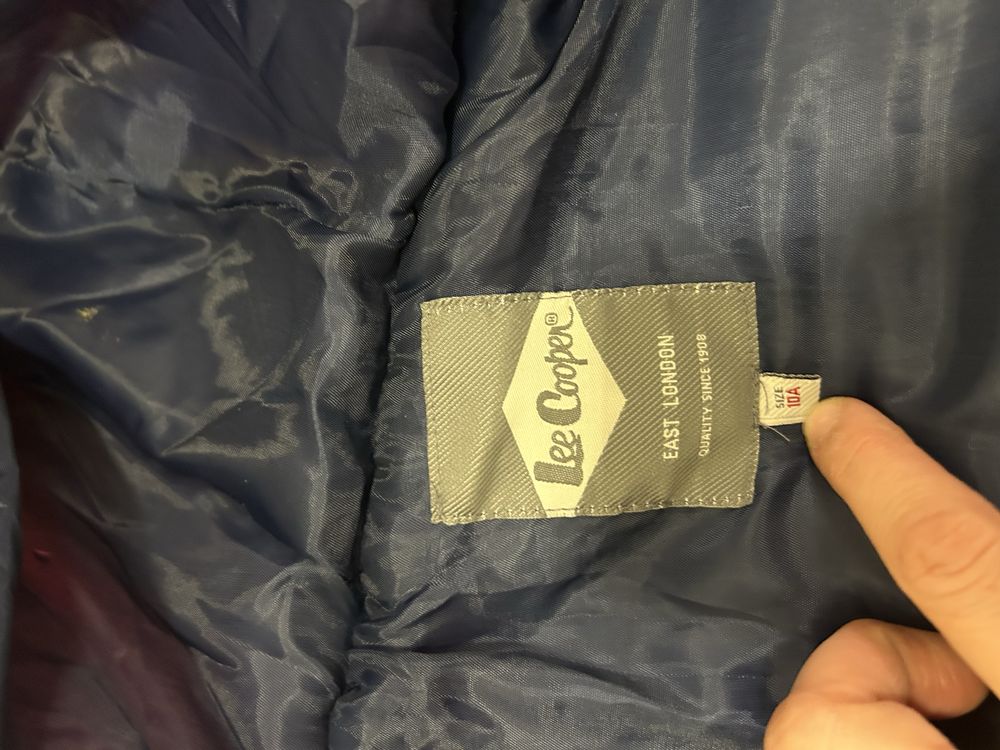 Lee Cooper®
EAST LONDON
QUALITY SINCE 1908
SIZE
10A